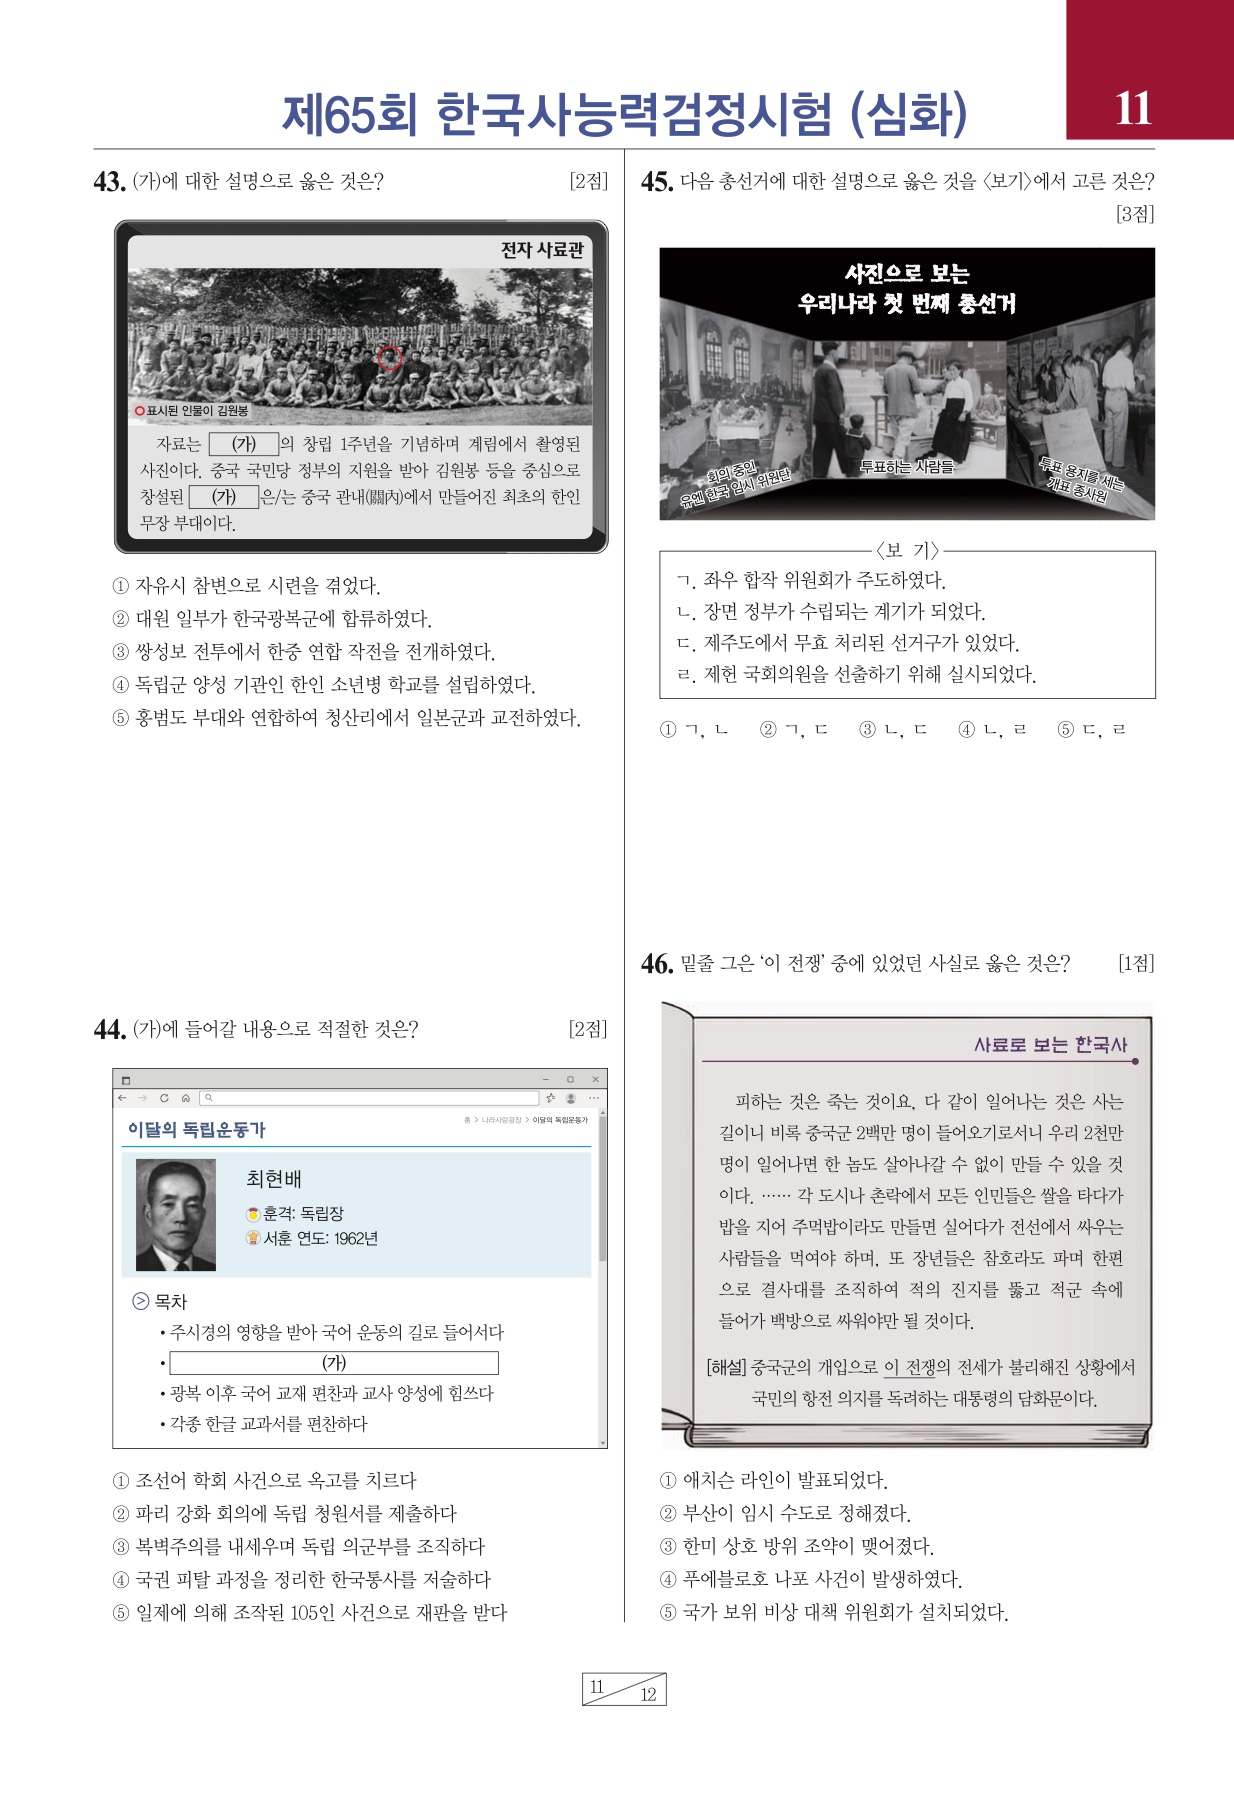 제65회 한국사능력검정시험 (심화)
11
43. (가)에 대한 설명으로 옳은 것은? [2점]
전자 사료관
표시된 인물이 김원봉
자료는 (가) 의 창립 1주년을 기념하며 계림에서 촬영된
사진이다. 중국 국민당 정부의 지원을 받아 김원봉 등을 중심으로
창설된 (가) 은/는 중국 관내(關內)에서 만들어진 최초의 한인
무장 부대이다.
① 자유시 참변으로 시련을 겪었다.
② 대원 일부가 한국광복군에 합류하였다.
③ 쌍성보 전투에서 한중 연합 작전을 전개하였다.
④ 독립군 양성 기관인 한인 소년병 학교를 설립하였다.
⑤ 홍범도 부대와 연합하여 청산리에서 일본군과 교전하였다.
44. (가)에 들어갈 내용으로 적절한 것은? [2점]
홈 > 나라사랑광장 > 이달의 독립운동가
이달의 독립운동가
최현배
훈격: 독립장
서훈 연도: 1962년
목차
• 주시경의 영향을 받아 국어 운동의 길로 들어서다
• (가)
• 광복 이후 국어 교재 편찬과 교사 양성에 힘쓰다
• 각종 한글 교과서를 편찬하다
① 조선어 학회 사건으로 옥고를 치르다
② 파리 강화 회의에 독립 청원서를 제출하다
③ 복벽주의를 내세우며 독립 의군부를 조직하다
④ 국권 피탈 과정을 정리한 한국통사를 저술하다
⑤ 일제에 의해 조작된 105인 사건으로 재판을 받다
45. 다음 총선거에 대한 설명으로 옳은 것을 〈보기〉에서 고른 것은?
[3점]
사진으로 보는
우리나라 첫 번째 총선거
회의 중인
유엔 한국 임시 위원단
투표하는 사람들
투표 용지를 세는
개표 종사원
〈보 기〉
ㄱ. 좌우 합작 위원회가 주도하였다.
ㄴ. 장면 정부가 수립되는 계기가 되었다.
ㄷ. 제주도에서 무효 처리된 선거구가 있었다.
ㄹ. 제헌 국회의원을 선출하기 위해 실시되었다.
① ㄱ, ㄴ ② ㄱ, ㄷ ③ ㄴ, ㄷ ④ ㄴ, ㄹ ⑤ ㄷ, ㄹ
46. 밑줄 그은 ‘이 전쟁’ 중에 있었던 사실로 옳은 것은? [1점]
사료로 보는 한국사
피하는 것은 죽는 것이요, 다 같이 일어나는 것은 사는
길이니 비록 중국군 2백만 명이 들어오기로서니 우리 2천만
명이 일어나면 한 놈도 살아나갈 수 없이 만들 수 있을 것
이다. …… 각 도시나 촌락에서 모든 인민들은 쌀을 타다가
밥을 지어 주먹밥이라도 만들면 실어다가 전선에서 싸우는
사람들을 먹여야 하며, 또 장년들은 참호라도 파며 한편
으로 결사대를 조직하여 적의 진지를 뚫고 적군 속에
들어가 백방으로 싸워야만 될 것이다.
[해설] 중국군의 개입으로 이 전쟁의 전세가 불리해진 상황에서
국민의 항전 의지를 독려하는 대통령의 담화문이다.
① 애치슨 라인이 발표되었다.
② 부산이 임시 수도로 정해졌다.
③ 한미 상호 방위 조약이 맺어졌다.
④ 푸에블로호 나포 사건이 발생하였다.
⑤ 국가 보위 비상 대책 위원회가 설치되었다.
11
12